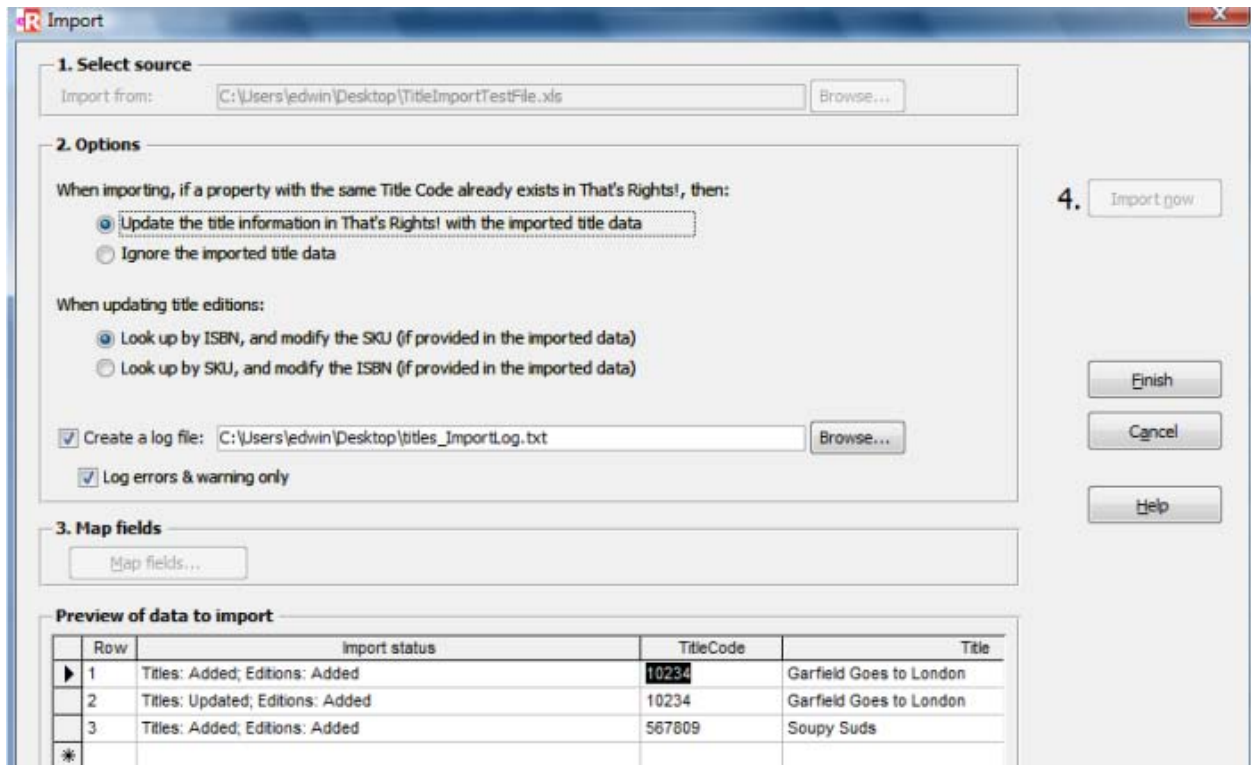 eR Import
X
1. Select source
Import from: C:\Users\edwin\Desktop\TitleImportTestFile.xls Browse...
2. Options
When importing, if a property with the same Title Code already exists in That's Rights!, then:
Update the title information in That's Rights! with the imported title data
4. Import now
Ignore the imported title data
When updating title editions:
Look up by ISBN, and modify the SKU (if provided in the imported data)
Look up by SKU, and modify the ISBN (if provided in the imported data)
Finish
Create a log file: C:\Users\edwin\Desktop\titles_ImportLog.txt Browse...
Cancel
Log errors & warning only
Help
3. Map fields
Map fields...
Preview of data to import
Row Import status TitleCode Title
1 Titles: Added; Editions: Added 10234 Garfield Goes to London
2 Titles: Updated; Editions: Added 10234 Garfield Goes to London
3 Titles: Added; Editions: Added 567809 Soupy Suds